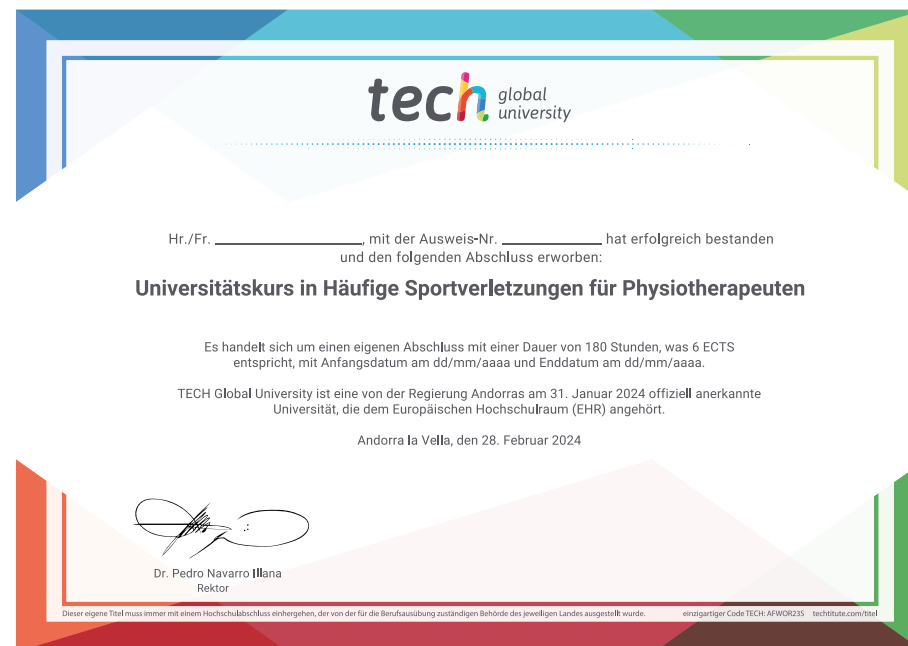 tech global
university
Hr./Fr. ____________________, mit der Ausweis-Nr. __________________ hat erfolgreich bestanden
und den folgenden Abschluss erworben:
Universitätskurs in Häufige Sportverletzungen für Physiotherapeuten
Es handelt sich um einen eigenen Abschluss mit einer Dauer von 180 Stunden, was 6 ECTS
entspricht, mit Anfangsdatum am dd/mm/aaaa und Enddatum am dd/mm/aaaa.
TECH Global University ist eine von der Regierung Andorras am 31. Januar 2024 offiziell anerkannte
Universität, die dem Europäischen Hochschulraum (EHR) angehört.
Andorra la Vella, den 28. Februar 2024
Dr. Pedro Navarro Illana
Rektor
Dieser eigene Titel muss immer mit einem Hochschulabschluss einhergehen, der von der für die Berufsausübung zuständigen Behörde des jeweiligen Landes ausgestellt wurde. einzigartiger Code TECH: AFWOR23S techtitute.com/titel